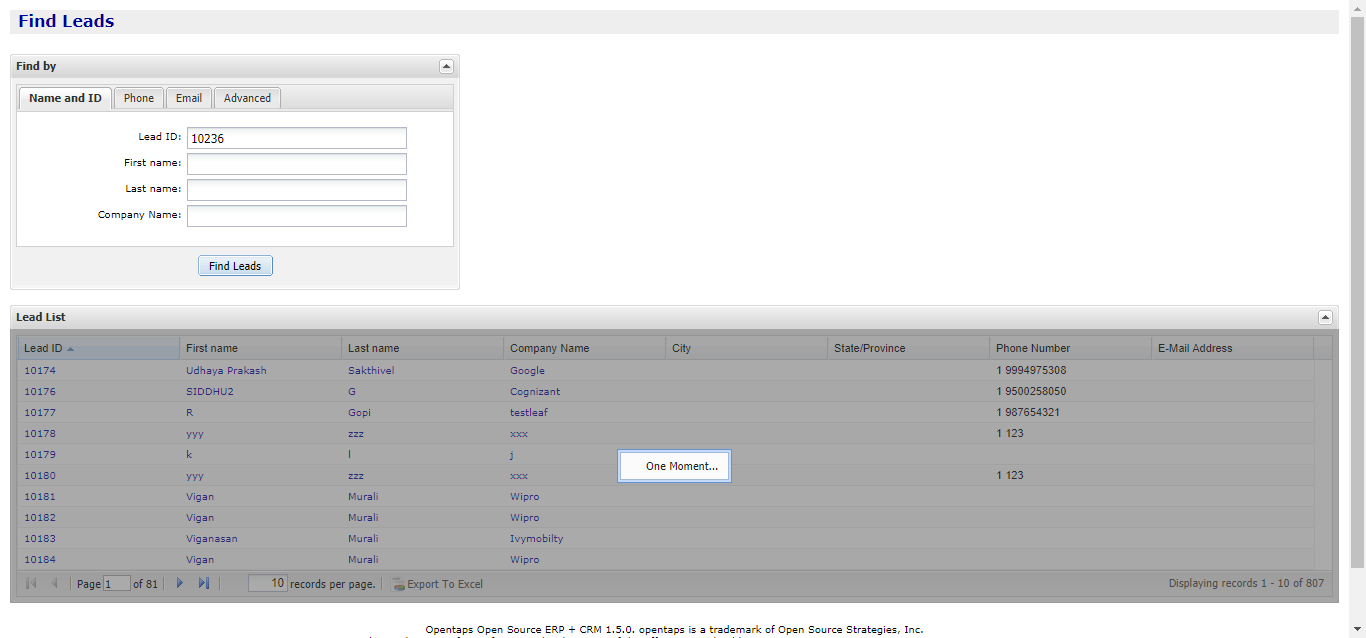 Find Leads
Find by
Name and ID Phone Email Advanced
Lead ID: 10236
First name:
Last name:
Company Name:
Find Leads
Lead List
Lead ID First name Last name Company Name City State/Province Phone Number E-Mail Address
10174 Udhaya Prakash Sakthivel Google 1 9994975308
10176 SIDDHU2 G Cognizant 1 9500258050
10177 R Gopi testleaf 1 987654321
10178 yyy zzz xxx 1 123
10179 k l j
One Moment...
10180 yyy zzz xxx 1 123
10181 Vigan Murali Wipro
10182 Vigan Murali Wipro
10183 Viganasan Murali Ivymobilty
10184 Vigan Murali Wipro
Page 1 of 81 10 records per page. Export To Excel Displaying records 1 - 10 of 807
Opentaps Open Source ERP + CRM 1.5.0. opentaps is a trademark of Open Source Strategies, Inc.